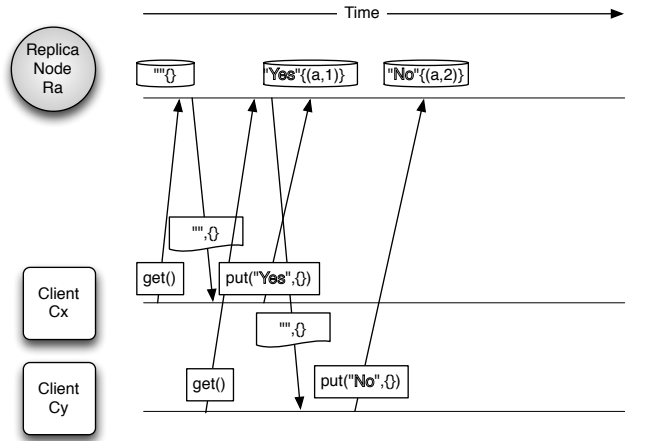 Time
Replica
Node
Ra
""{}
"Yes"{(a,1)}
"No"{(a,2)}
"",{}
get()
put("Yes",{})
Client
Cx
"",{}
get()
put("No",{})
Client
Cy